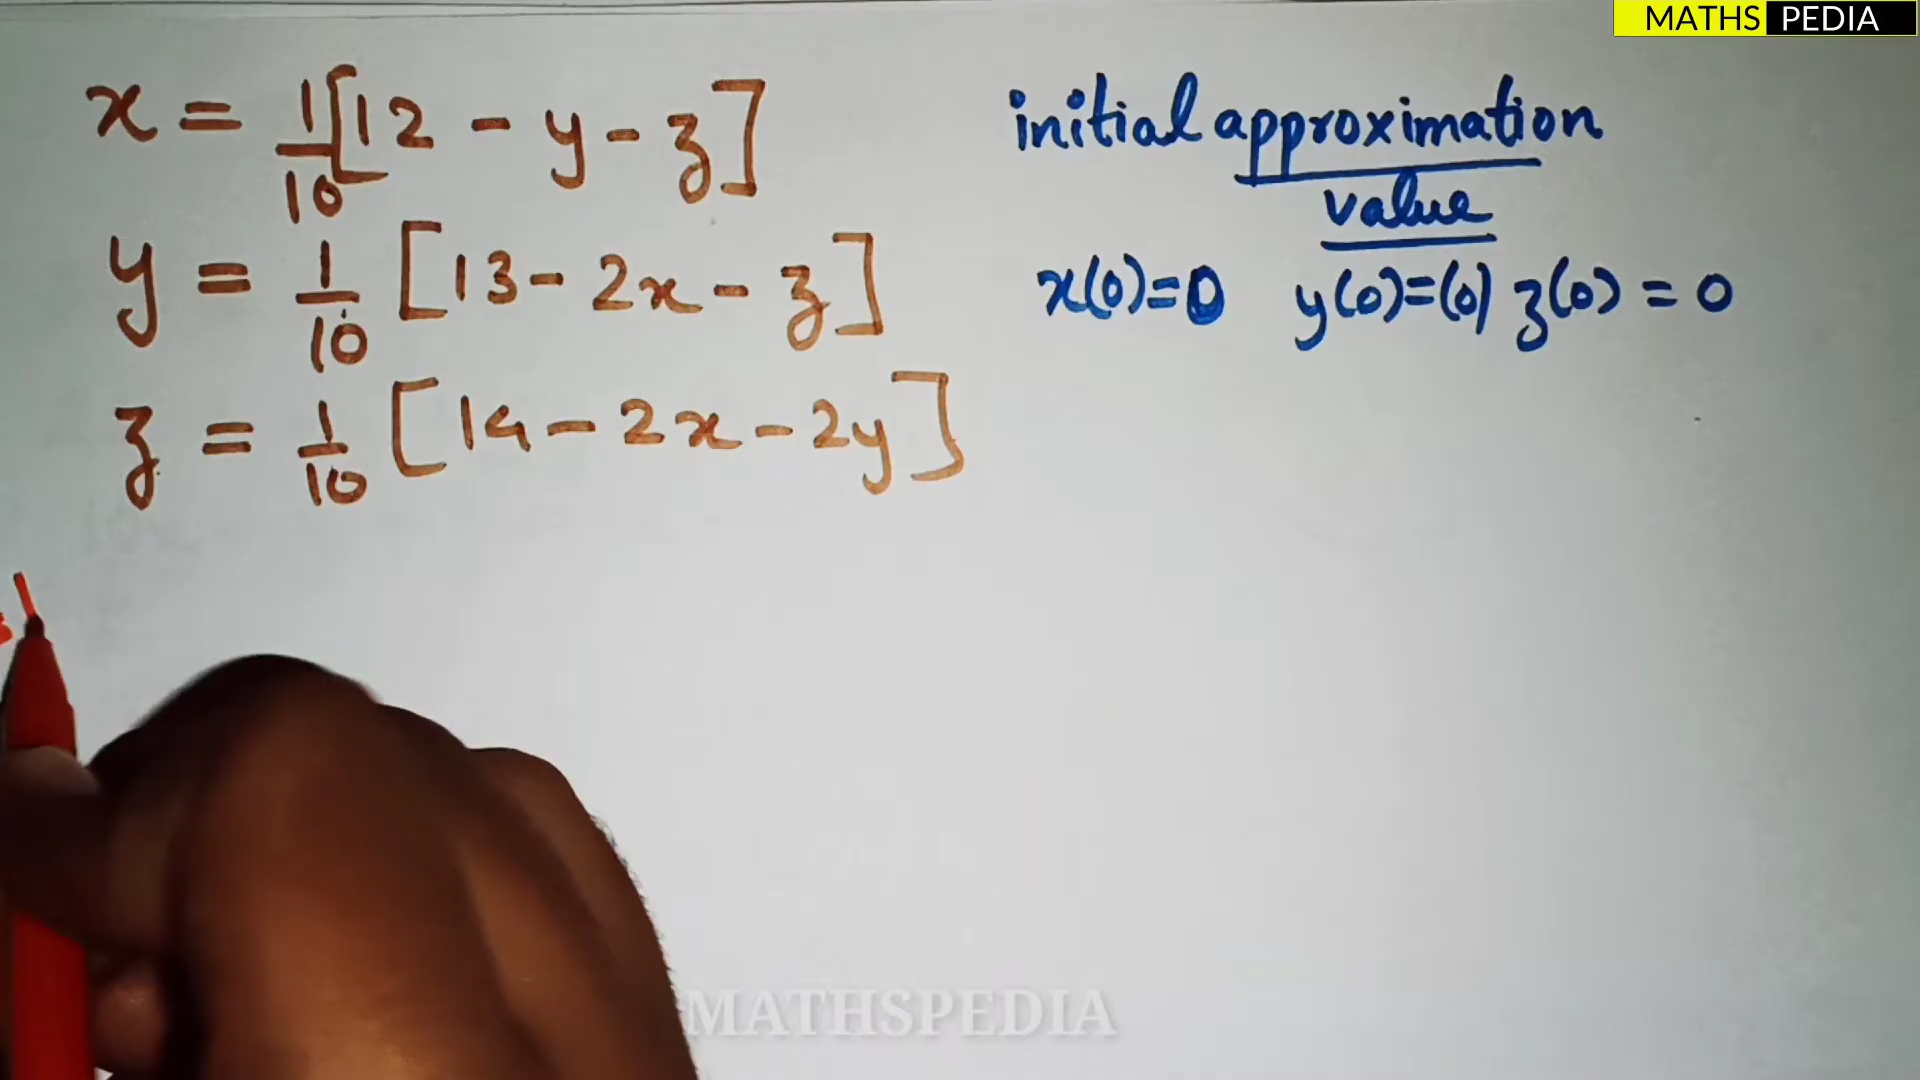 MATHS PEDIA
x = 1/10 [12 - y - z]
initial approximation
value
y = 1/10 [13 - 2x - z]
x(0)=0 y(0)=(0) z(0) = 0
z = 1/10 [14 - 2x - 2y]
MATHSPEDIA